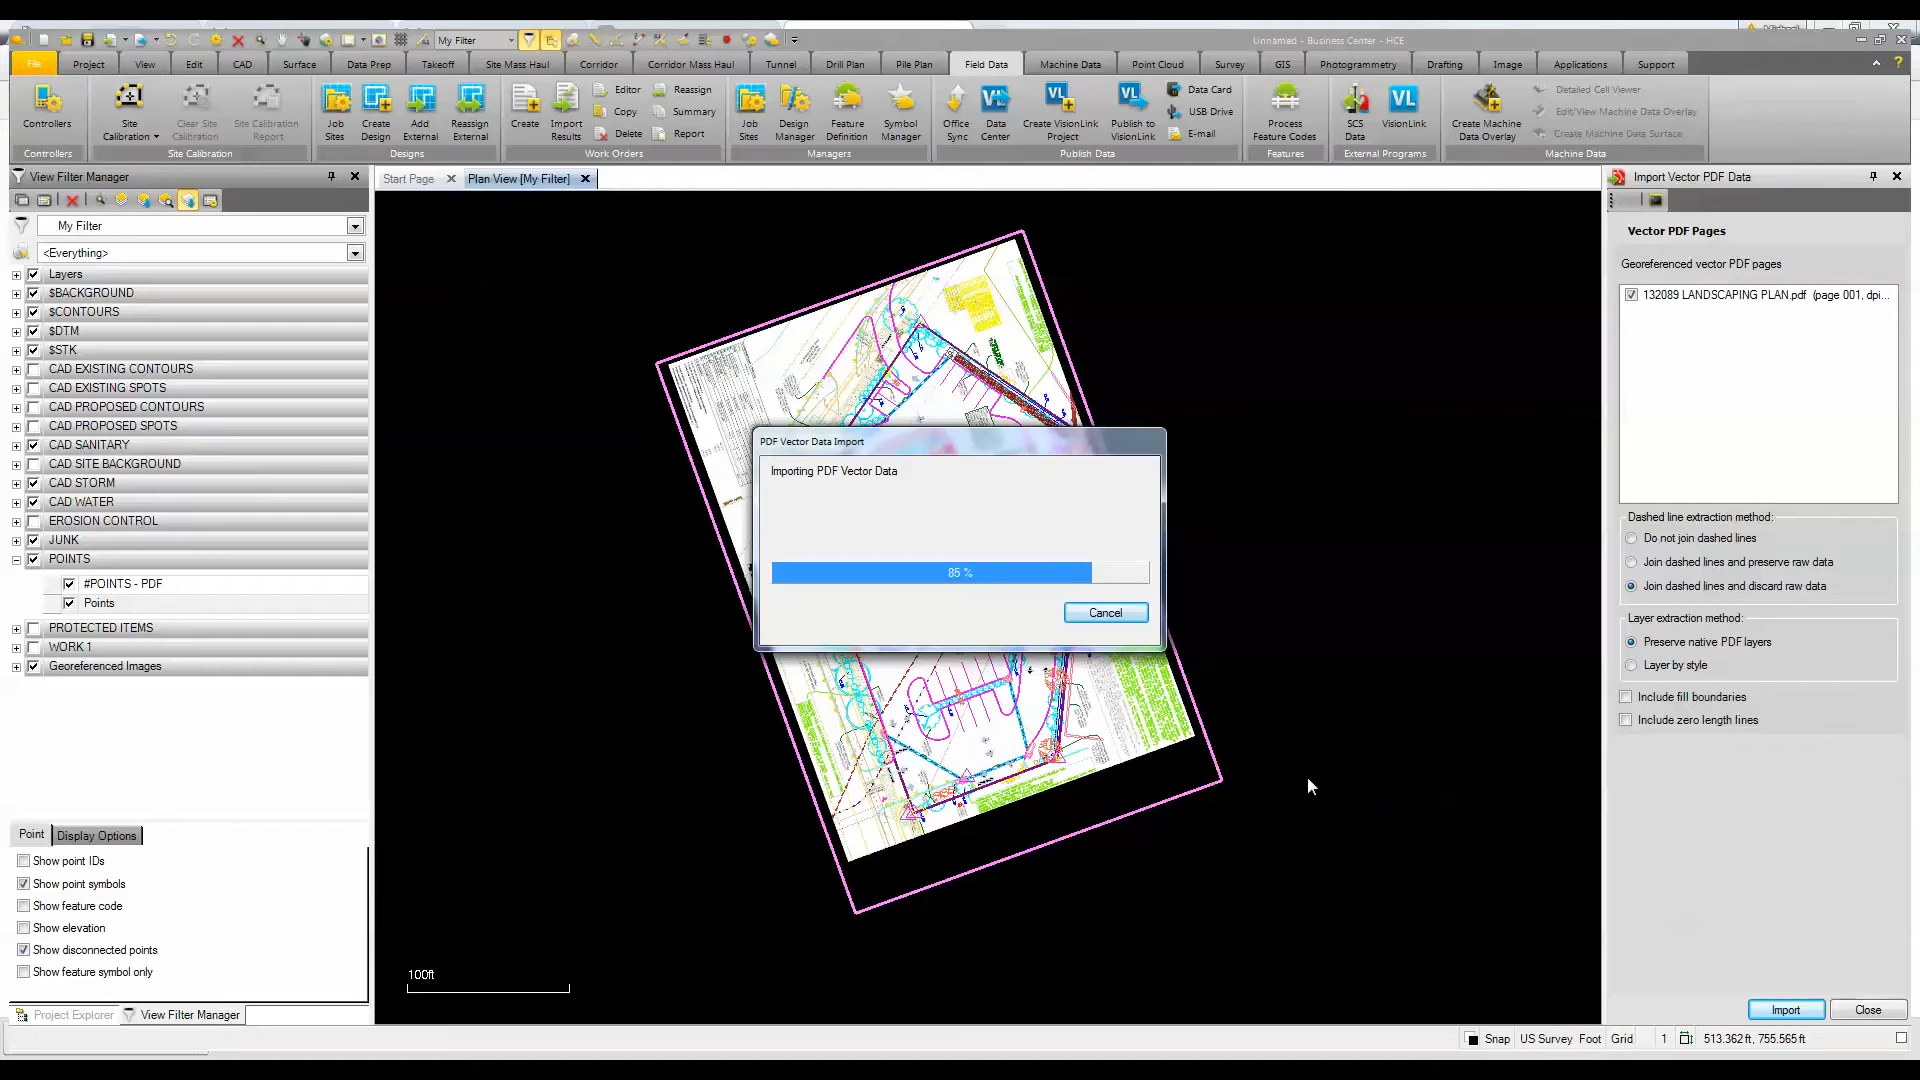 My Filter
Unnamed - Business Center - HCE
File Project View Edit CAD Surface Data Prep Takeoff Site Mass Haul Corridor Corridor Mass Haul Tunnel Drill Plan Pile Plan Field Data Machine Data Point Cloud Survey GIS Photogrammetry Drafting Image Applications Support
Controllers
Site Calibration
Clear Site Calibration
Site Calibration Report
Job Sites
Create Design
Add External
Reassign External
Create
Import Results
Editor
Copy
Delete
Reassign
Summary
Report
Job Sites
Design Manager
Feature Definition
Symbol Manager
Office Sync
Data Center
Create VisionLink Project
Publish to VisionLink
Data Card
USB Drive
E-mail
Process Feature Codes
SCS Data
VisionLink
Create Machine Data Overlay
Detailed Cell Viewer
Edit/View Machine Data Overlay
Create Machine Data Surface
Controllers Site Calibration Designs Work Orders Managers Publish Data Features External Programs Machine Data
View Filter Manager
My Filter
<Everything>
Layers
$BACKGROUND
$CONTOURS
$DTM
$STK
CAD EXISTING CONTOURS
CAD EXISTING SPOTS
CAD PROPOSED CONTOURS
CAD PROPOSED SPOTS
CAD SANITARY
CAD SITE BACKGROUND
CAD STORM
CAD WATER
EROSION CONTROL
JUNK
POINTS
#POINTS - PDF
Points
PROTECTED ITEMS
WORK 1
Georeferenced Images
Point Display Options
Show point IDs
Show point symbols
Show feature code
Show elevation
Show disconnected points
Show feature symbol only
Project Explorer View Filter Manager
Start Page Plan View [My Filter]
PDF Vector Data Import
Importing PDF Vector Data
85 %
Cancel
100ft
Import Vector PDF Data
Vector PDF Pages
Georeferenced vector PDF pages
132089 LANDSCAPING PLAN.pdf (page 001, dpi...
Dashed line extraction method:
Do not join dashed lines
Join dashed lines and preserve raw data
Join dashed lines and discard raw data
Layer extraction method:
Preserve native PDF layers
Layer by style
Include fill boundaries
Include zero length lines
Import Close
Snap US Survey Foot Grid 1 513.362 ft, 755.565 ft